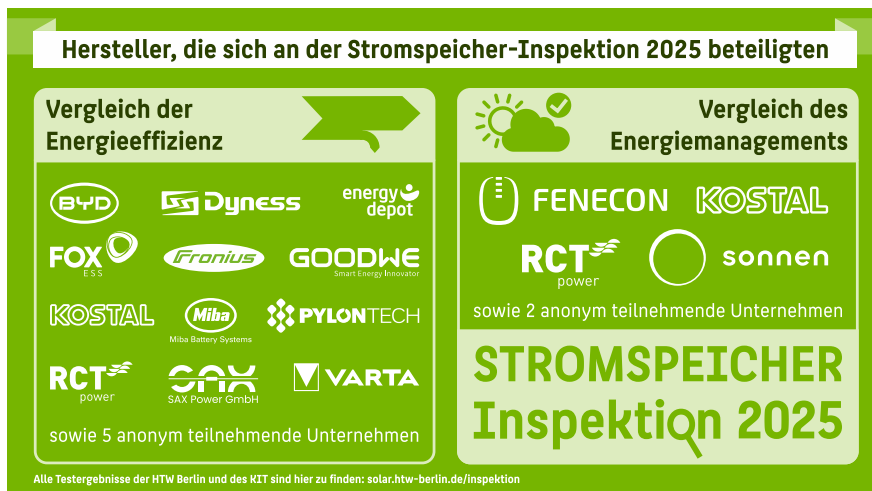 Hersteller, die sich an der Stromspeicher-Inspektion 2025 beteiligten
Vergleich der
Energieeffizienz
BYD
Dyness
energy
depot
FOX
ESS
Fronius
GOODWE
Smart Energy Innovator
KOSTAL
Miba
Miba Battery Systems
PYLONTECH
RCT
power
SAX
SAX Power GmbH
VARTA
sowie 5 anonym teilnehmende Unternehmen
Vergleich des
Energiemanagements
FENECON
KOSTAL
RCT
power
sonnen
sowie 2 anonym teilnehmende Unternehmen
STROMSPEICHER
Inspektion 2025
Alle Testergebnisse der HTW Berlin und des KIT sind hier zu finden: solar.htw-berlin.de/inspektion